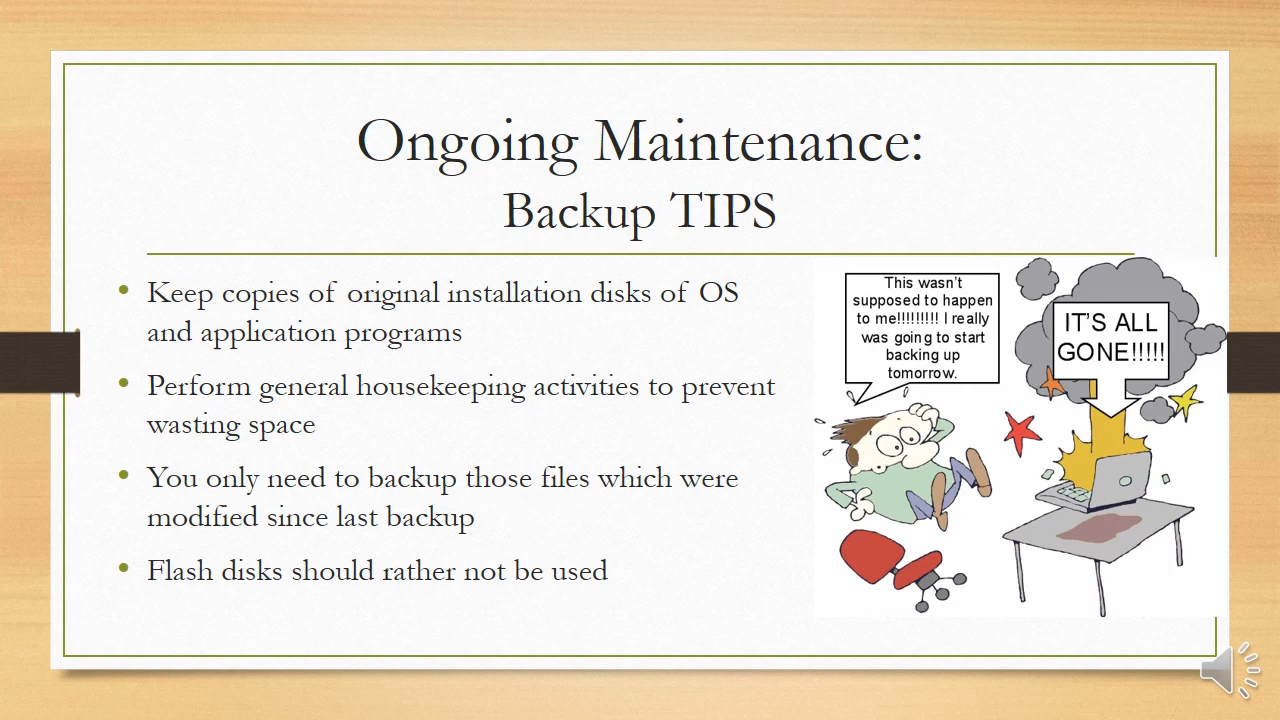 Ongoing Maintenance:
Backup TIPS
• Keep copies of original installation disks of OS
and application programs
• Perform general housekeeping activities to prevent
wasting space
• You only need to backup those files which were
modified since last backup
• Flash disks should rather not be used
This wasn't
supposed to happen
to me!!!!!!!!! I really
was going to start
backing up
tomorrow.
IT'S ALL
GONE!!!!!